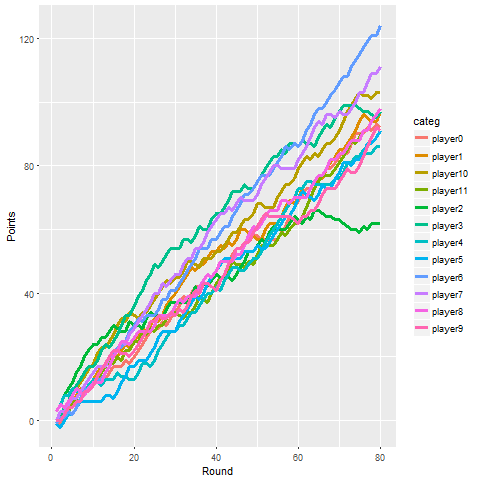 120
80
40
0
Points
0
20
40
60
80
Round
categ
player0
player1
player10
player11
player2
player3
player4
player5
player6
player7
player8
player9